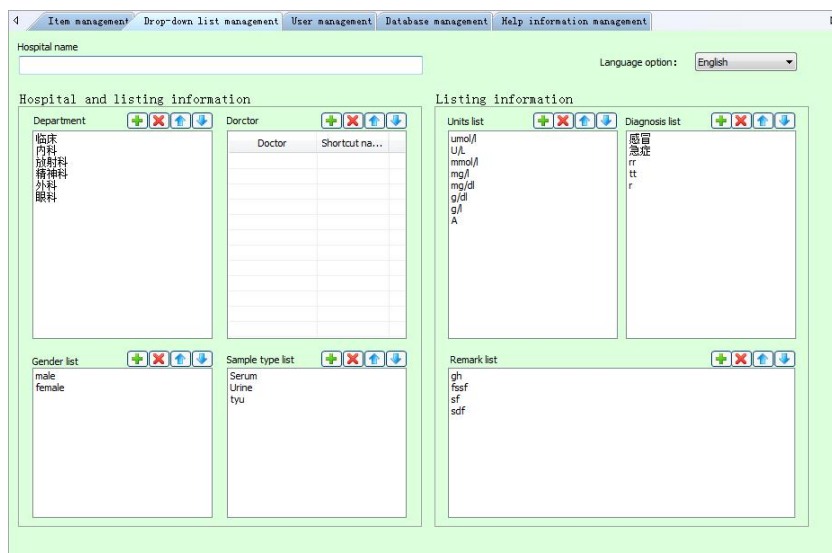 Item management Drop-down list management User management Database management Help information management
Hospital name
Language option: English
Hospital and listing information
Department
临床
内科
放射科
精神科
外科
眼科
Dorctor
Doctor Shortcut na...
Listing information
Units list
umol/l
U/L
mmol/l
mg/l
mg/dl
g/dl
g/l
A
Diagnosis list
感冒
急症
rr
tt
r
Gender list
male
female
Sample type list
Serum
Urine
tyu
Remark list
gh
fssf
sf
sdf